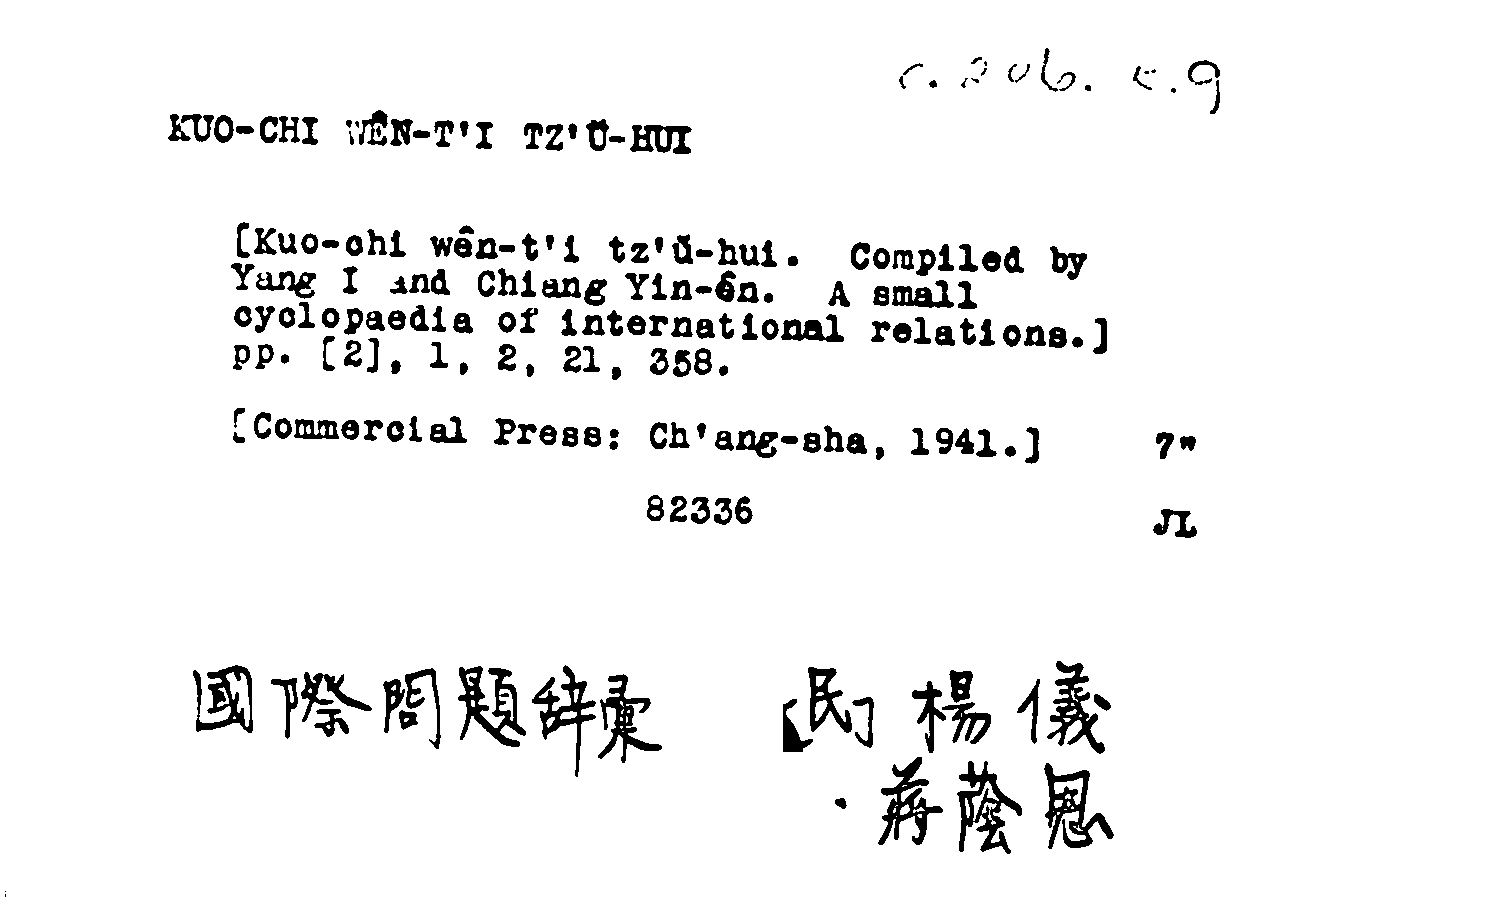 c. 206. c. 9
KUO-CHI WÊN-T'I TZ'Ŭ-HUI
[Kuo-chi wên-t'i tz'ŭ-hui. Compiled by
Yang I and Chiang Yin-ên. A small
cyclopaedia of international relations.]
pp. [2], 1, 2, 21, 358.
[Commercial Press: Ch'ang-sha, 1941.] 7"
82336 JL
國際問題辞彙 [民] 楊儀
· 蔣蔭恩